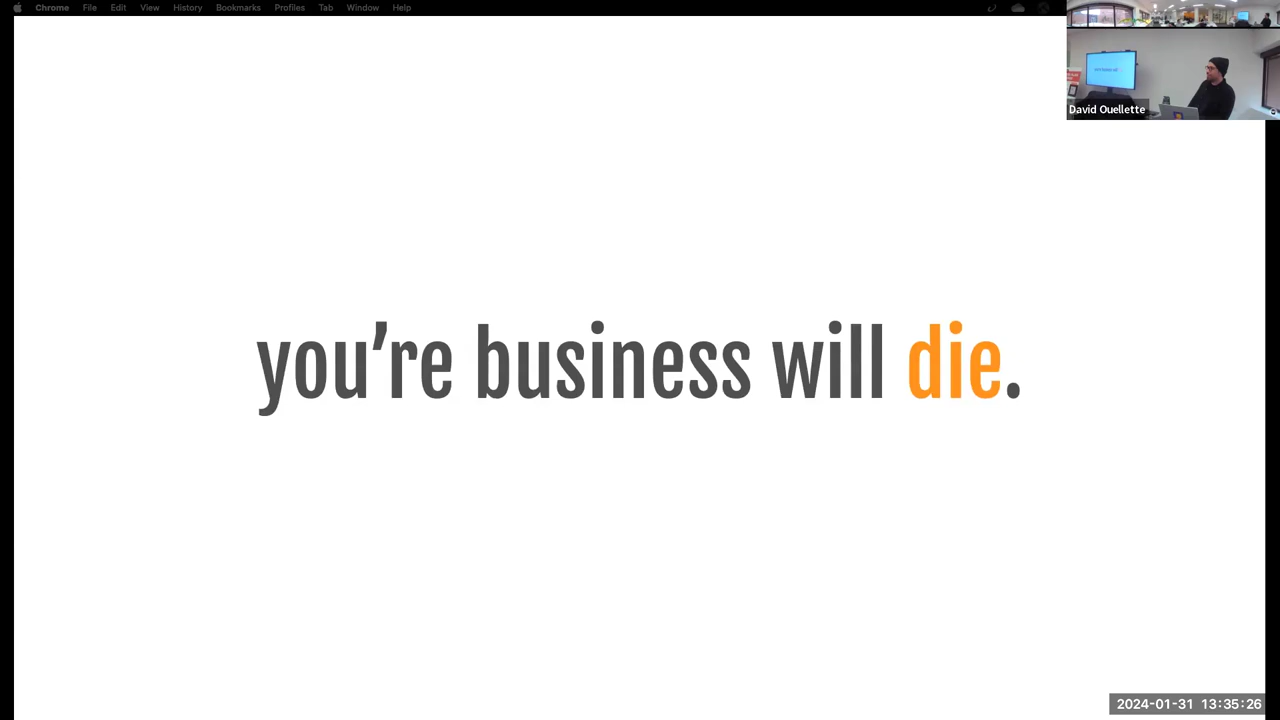 Chrome File Edit View History Bookmarks Profiles Tab Window Help
David Ouellette
you're business will die.
2024-01-31 13:35:26